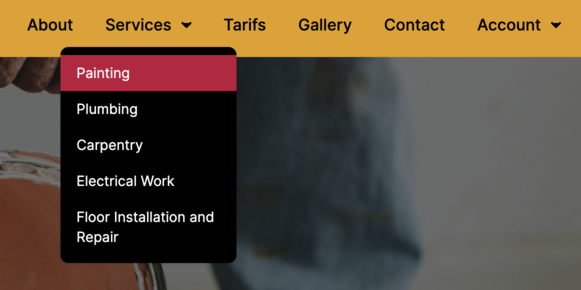 About Services Tarifs Gallery Contact Account
Painting
Plumbing
Carpentry
Electrical Work
Floor Installation and
Repair